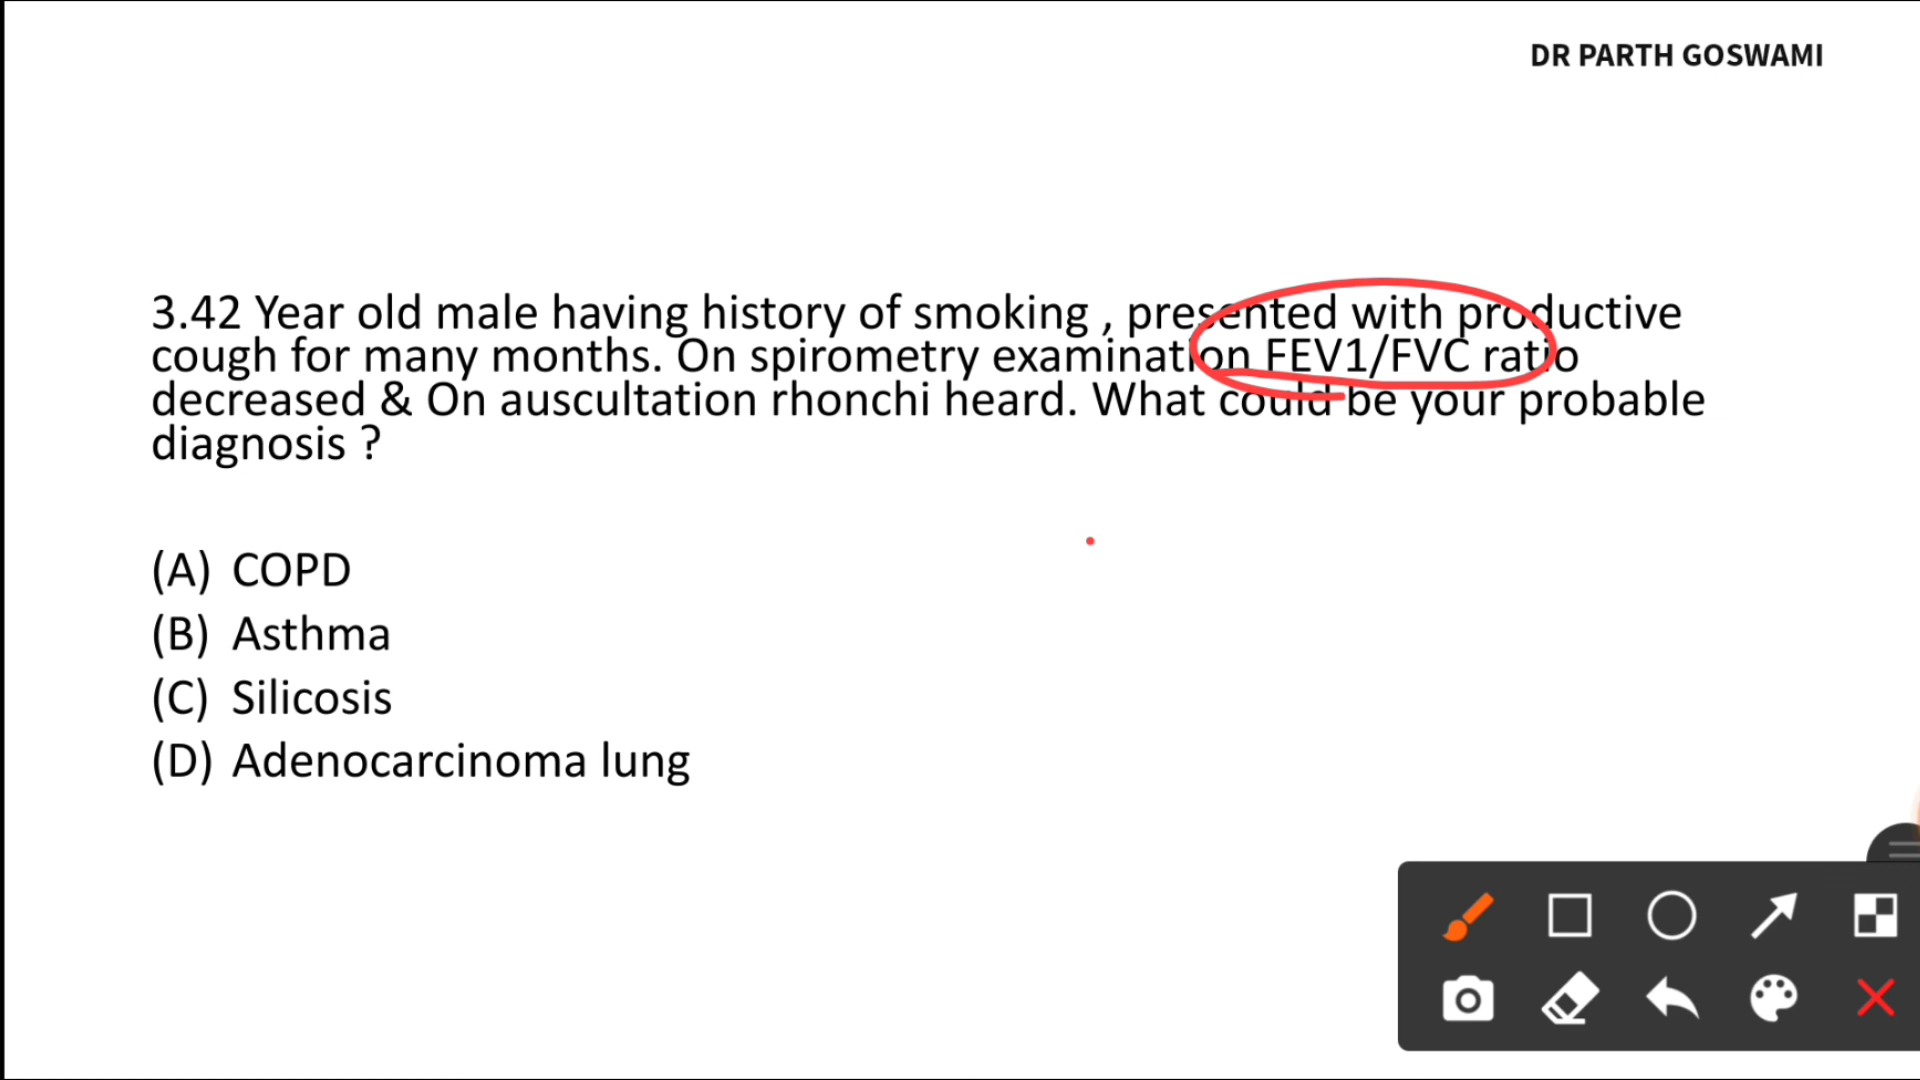 DR PARTH GOSWAMI
3.42 Year old male having history of smoking , presented with productive
cough for many months. On spirometry examination FEV1/FVC ratio
decreased & On auscultation rhonchi heard. What could be your probable
diagnosis ?
(A) COPD
(B) Asthma
(C) Silicosis
(D) Adenocarcinoma lung